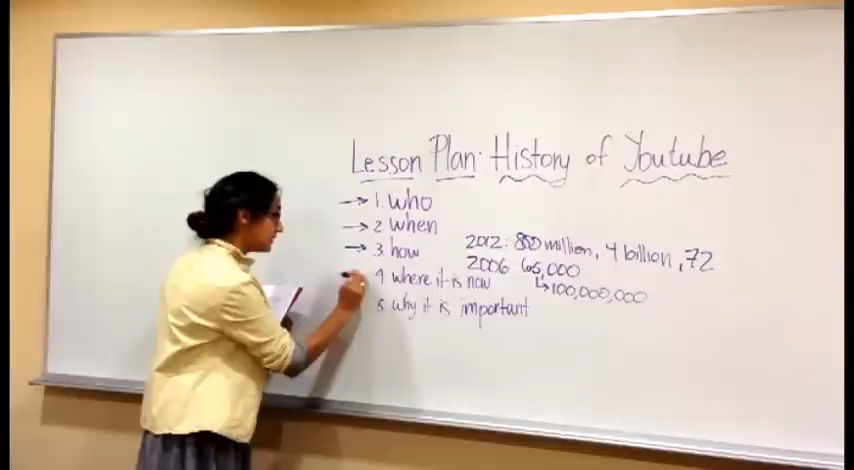 Lesson Plan: History of Youtube
→ 1. who
→ 2. when
→ 3. how
2012: 850 million, 4 billion, 72
2006 65,000
4 where it is now
↳100,000,000
5 why it is important